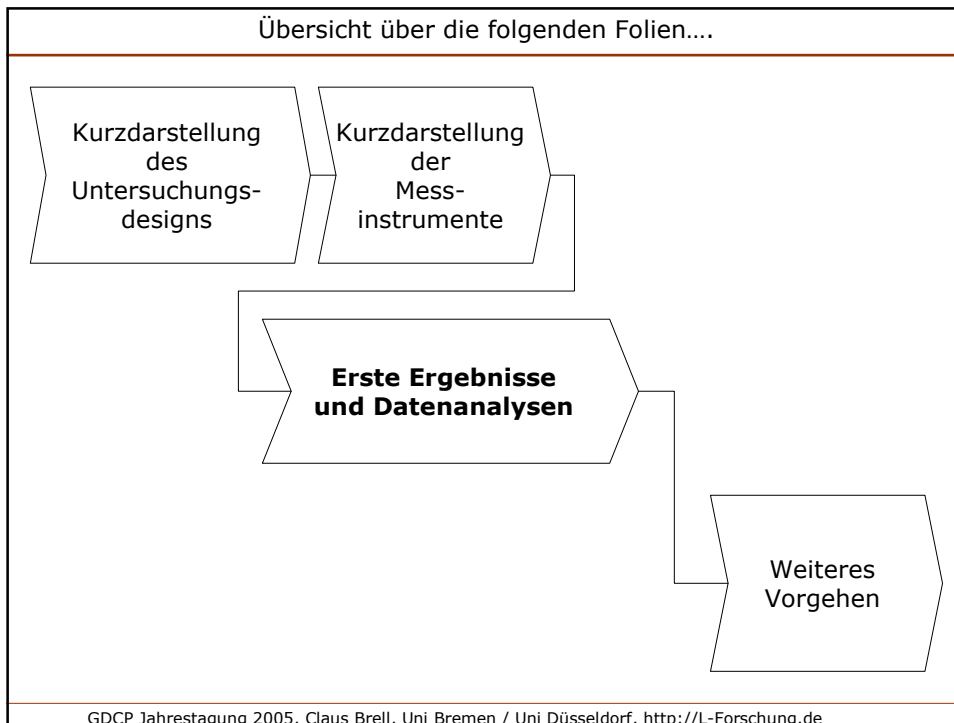 Übersicht über die folgenden Folien....
Kurzdarstellung
des
Untersuchungs-
designs
Kurzdarstellung
der
Mess-
instrumente
Erste Ergebnisse
und Datenanalysen
Weiteres
Vorgehen
GDCP Jahrestagung 2005, Claus Brell, Uni Bremen / Uni Düsseldorf, http://L-Forschung.de